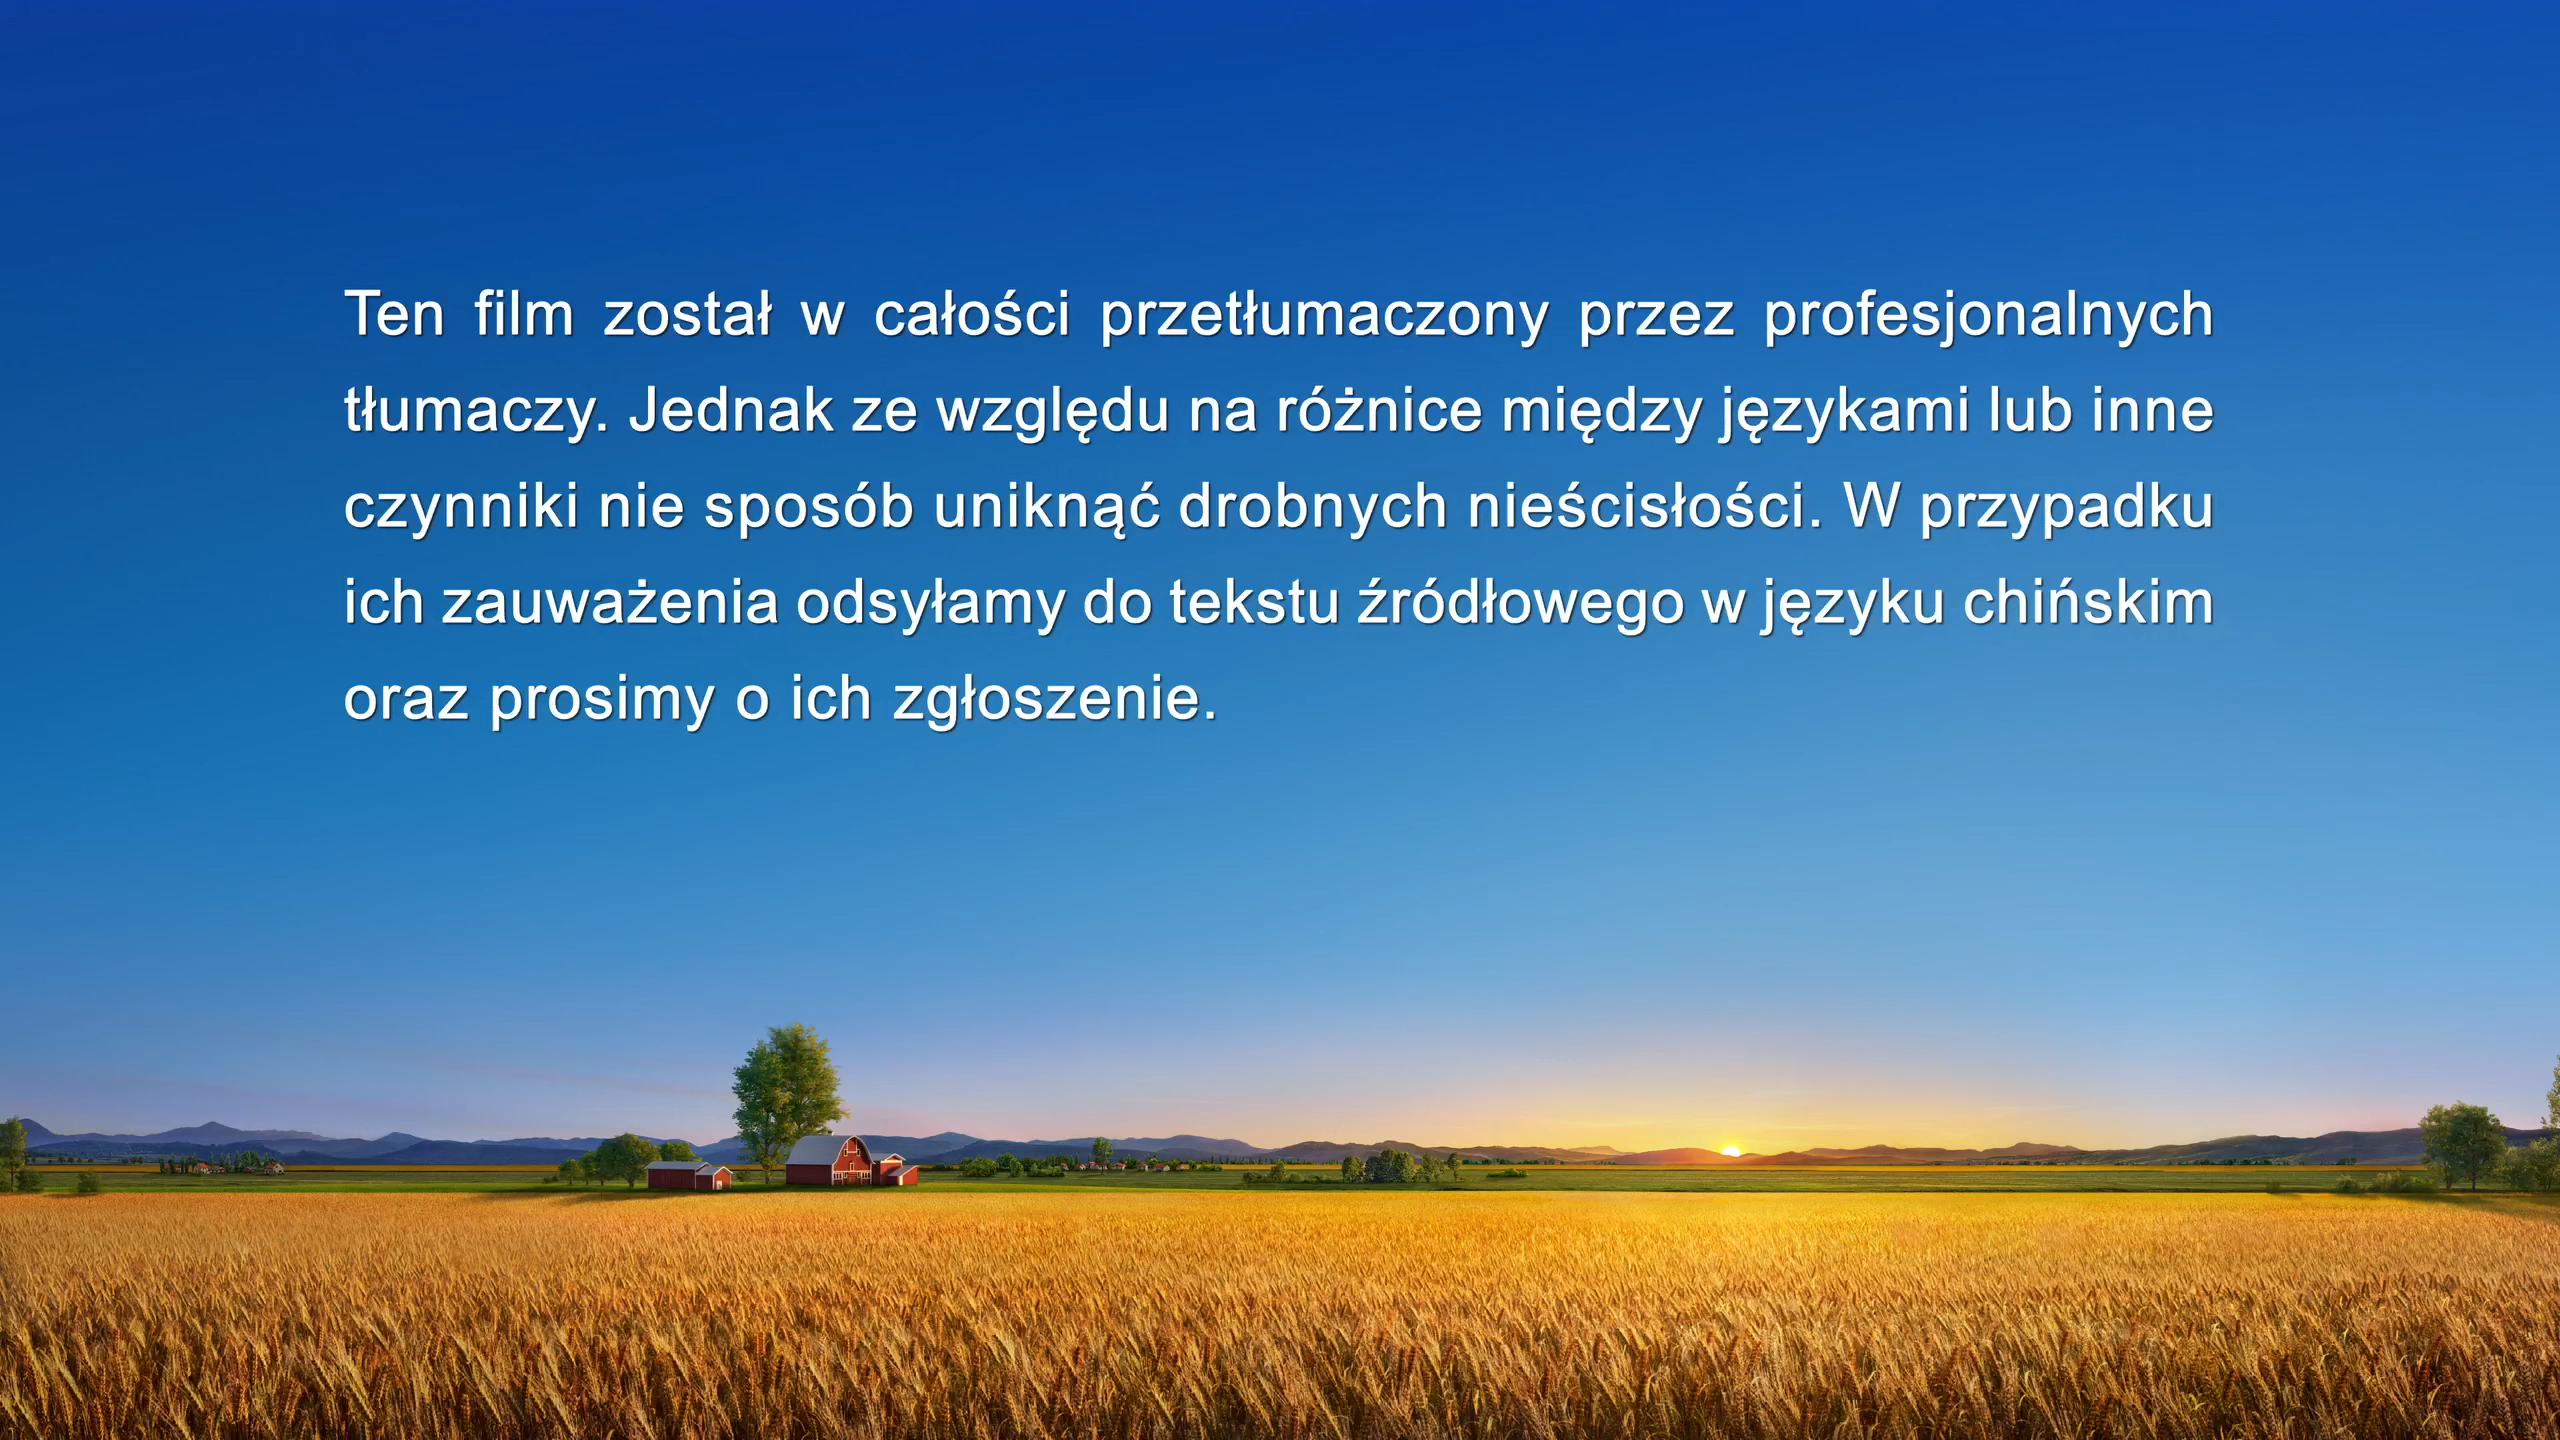 Ten film został w całości przetłumaczony przez profesjonalnych
tłumaczy. Jednak ze względu na różnice między językami lub inne
czynniki nie sposób uniknąć drobnych nieścisłości. W przypadku
ich zauważenia odsyłamy do tekstu źródłowego w języku chińskim
oraz prosimy o ich zgłoszenie.